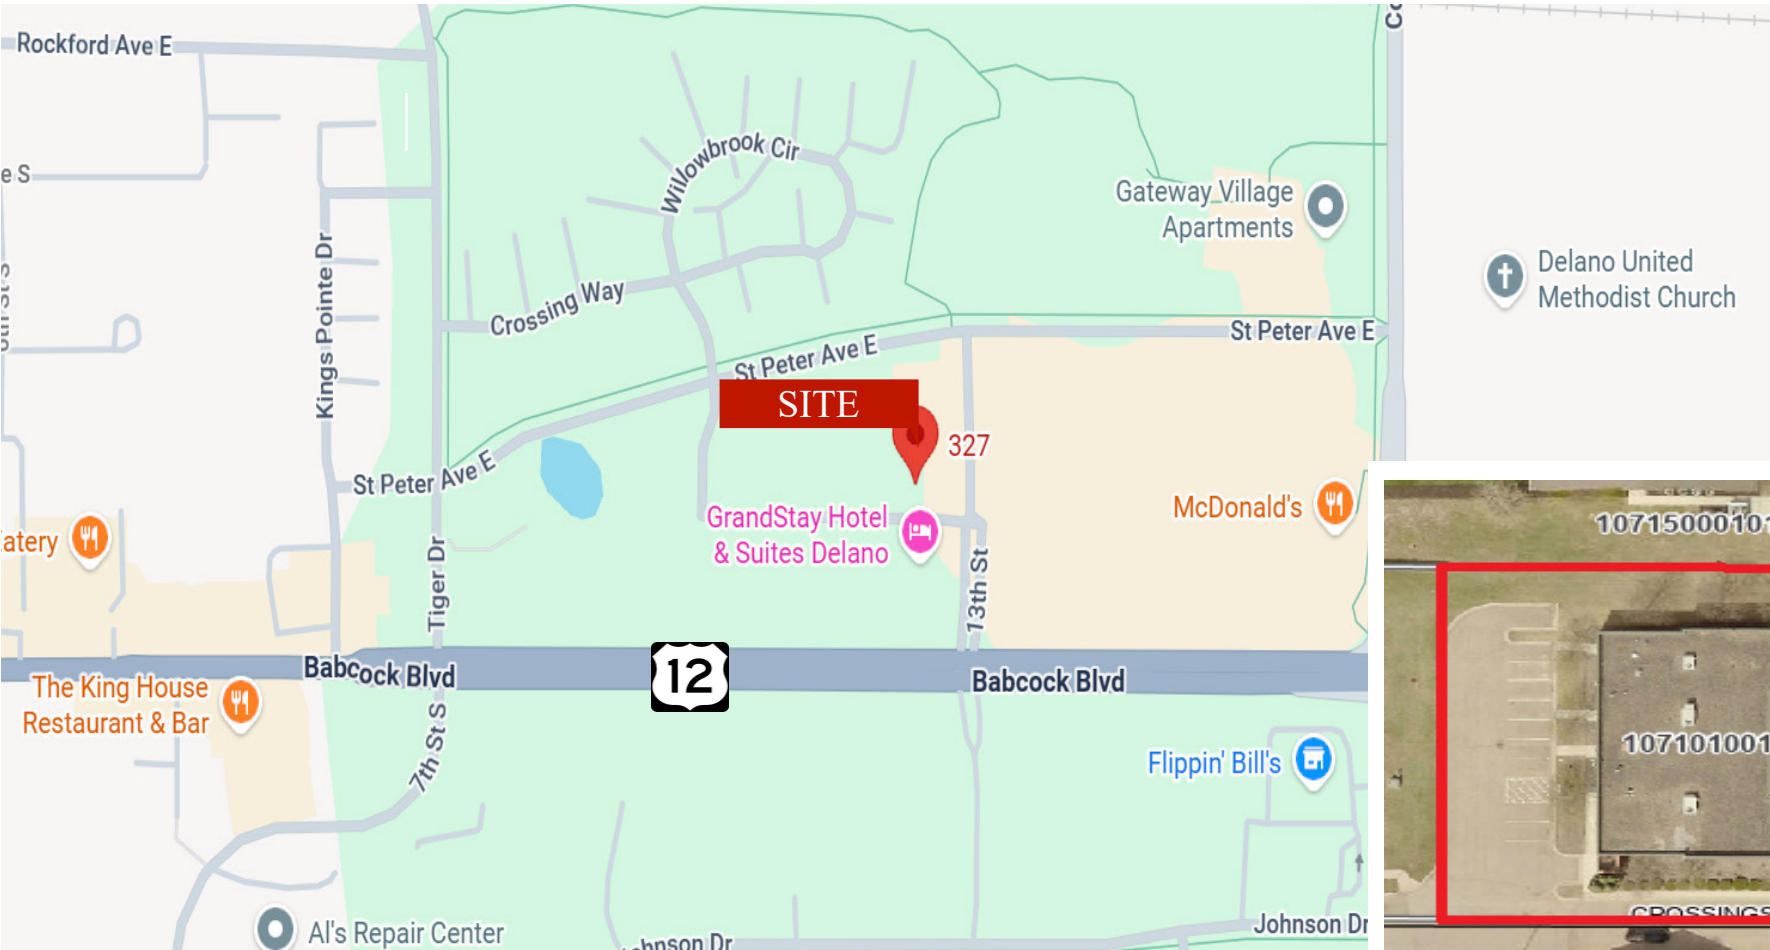 Co
Rockford Ave E
Willowbrook Cir
e S
Gateway Village
Apartments
Kings Pointe Dr
Delano United
Methodist Church
Crossing Way
St Peter Ave E
St Peter Ave E
SITE
327
St Peter Ave E
McDonald's
GrandStay Hotel
& Suites Delano
atery
Tiger Dr
13th St
10715000101
Babcock Blvd
12
Babcock Blvd
The King House
Restaurant & Bar
7th St S
Flippin' Bill's
107101001
Al's Repair Center
Johnson Dr
Johnson Dr
CROSSINGS